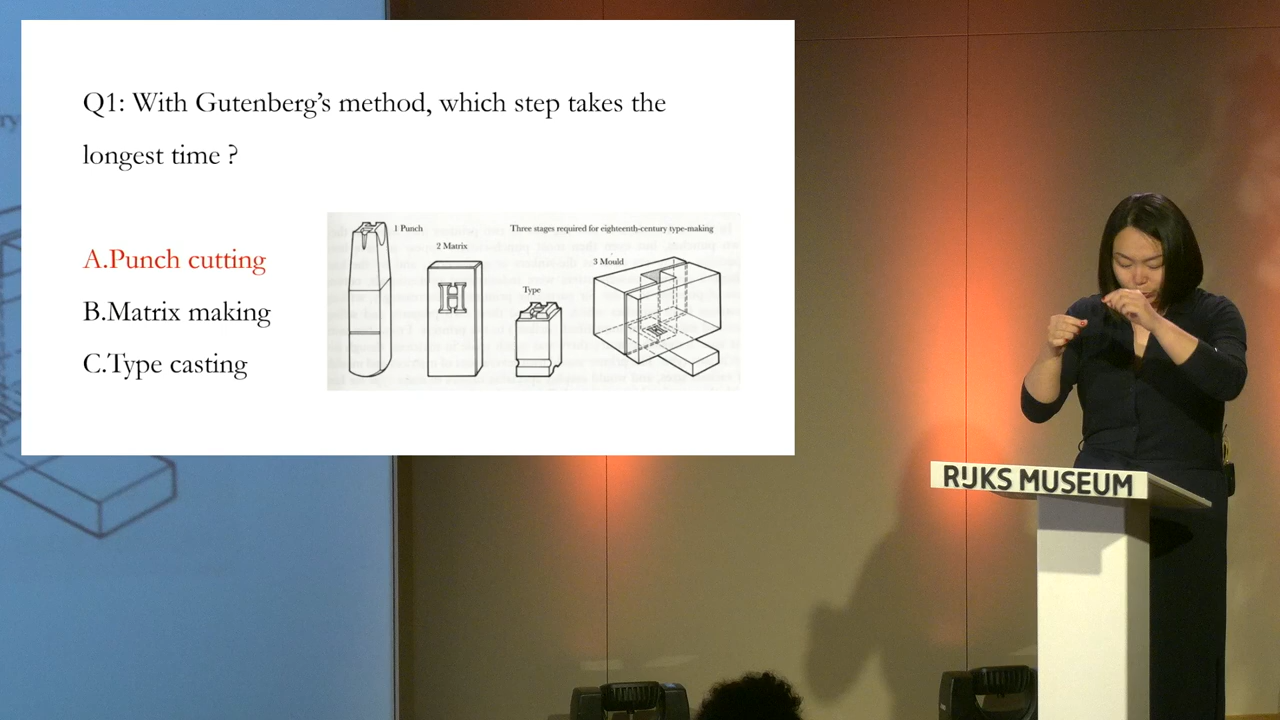 Q1: With Gutenberg's method, which step takes the
longest time ?
A.Punch cutting
B.Matrix making
C.Type casting
1 Punch
Three stages required for eighteenth-century type-making
2 Matrix
3 Mould
Type
H
RIJKS MUSEUM